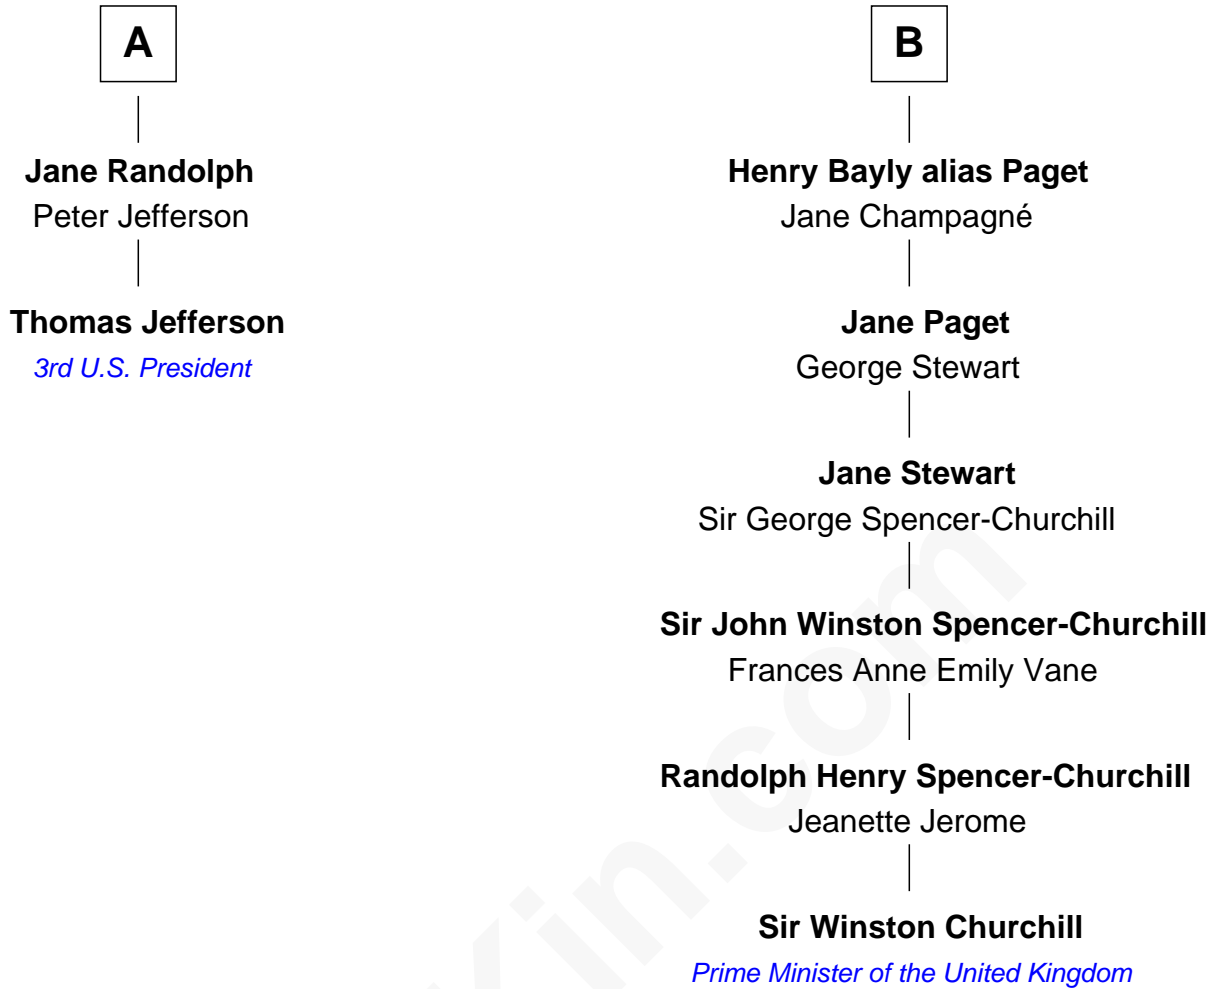 A
B
Jane Randolph
Peter Jefferson
Henry Bayly alias Paget
Jane Champagné
Thomas Jefferson
3rd U.S. President
Jane Paget
George Stewart
Jane Stewart
Sir George Spencer-Churchill
Sir John Winston Spencer-Churchill
Frances Anne Emily Vane
Randolph Henry Spencer-Churchill
Jeanette Jerome
Sir Winston Churchill
Prime Minister of the United Kingdom
Kin.com